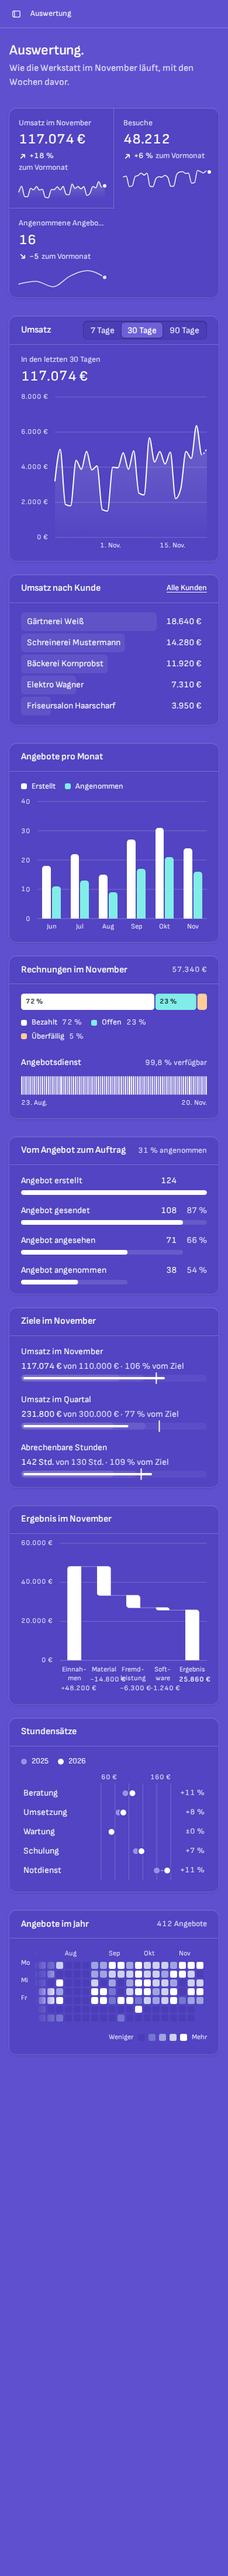 Auswertung
Auswertung.
Wie die Werkstatt im November läuft, mit den
Wochen davor.
Umsatz im November
117.074 €
+18 %
zum Vormonat
Besuche
48.212
+6 % zum Vormonat
Angenommene Angebo…
16
−5 zum Vormonat
Umsatz
7 Tage 30 Tage 90 Tage
In den letzten 30 Tagen
117.074 €
8.000 €
6.000 €
4.000 €
2.000 €
0 €
1. Nov. 15. Nov.
Umsatz nach Kunde Alle Kunden
Gärtnerei Weiß 18.640 €
Schreinerei Mustermann 14.280 €
Bäckerei Kornprobst 11.920 €
Elektro Wagner 7.310 €
Friseursalon Haarscharf 3.950 €
Angebote pro Monat
Erstellt Angenommen
40
30
20
10
0
Jun Jul Aug Sep Okt Nov
Rechnungen im November 57.340 €
72 % 23 %
Bezahlt 72 % Offen 23 %
Überfällig 5 %
Angebotsdienst 99,8 % verfügbar
23. Aug. 20. Nov.
Vom Angebot zum Auftrag 31 % angenommen
Angebot erstellt 124
Angebot gesendet 108 87 %
Angebot angesehen 71 66 %
Angebot angenommen 38 54 %
Ziele im November
Umsatz im November
117.074 € von 110.000 € · 106 % vom Ziel
Umsatz im Quartal
231.800 € von 300.000 € · 77 % vom Ziel
Abrechenbare Stunden
142 Std. von 130 Std. · 109 % vom Ziel
Ergebnis im November
60.000 €
40.000 €
20.000 €
0 €
Einnah-
men
+48.200 €
Material
−14.800 €
Fremd-
leistung
−6.300 €
Soft-
ware
−1.240 €
Ergebnis
25.860 €
Stundensätze
2025 2026
60 € 160 €
Beratung +11 %
Umsetzung +8 %
Wartung ±0 %
Schulung +7 %
Notdienst +11 %
Angebote im Jahr 412 Angebote
Aug Sep Okt Nov
Mo
Mi
Fr
Weniger Mehr